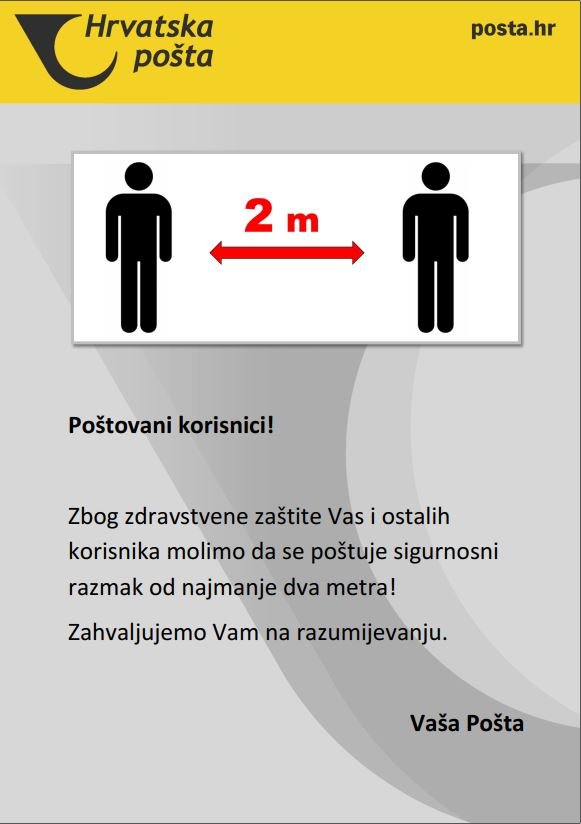 Hrvatska
pošta
posta.hr
2 m
Poštovani korisnici!
Zbog zdravstvene zaštite Vas i ostalih
korisnika molimo da se poštuje sigurnosni
razmak od najmanje dva metra!
Zahvaljujemo Vam na razumijevanju.
Vaša Pošta